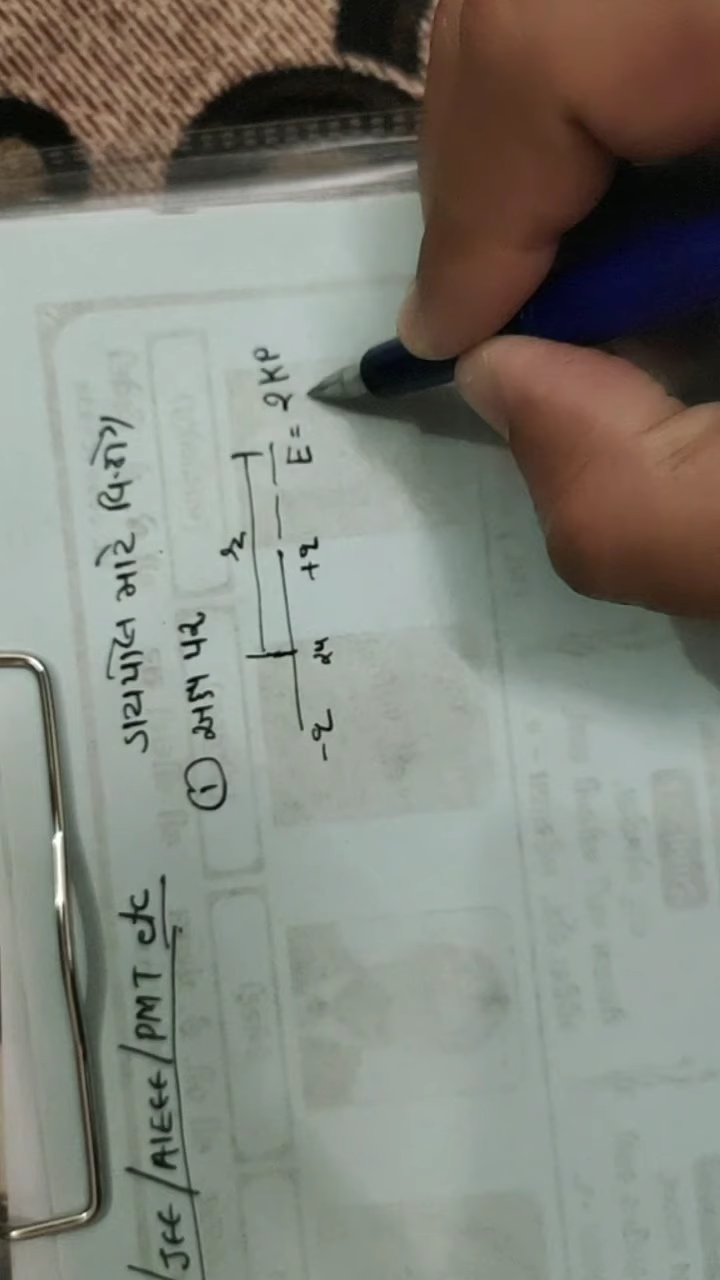 /JEE/AIEEE/PMT etc
ડાયપોલ માટે વિ.ક્ષેત્ર
① અક્ષ પર
r
-q 2a +q E = 2KP